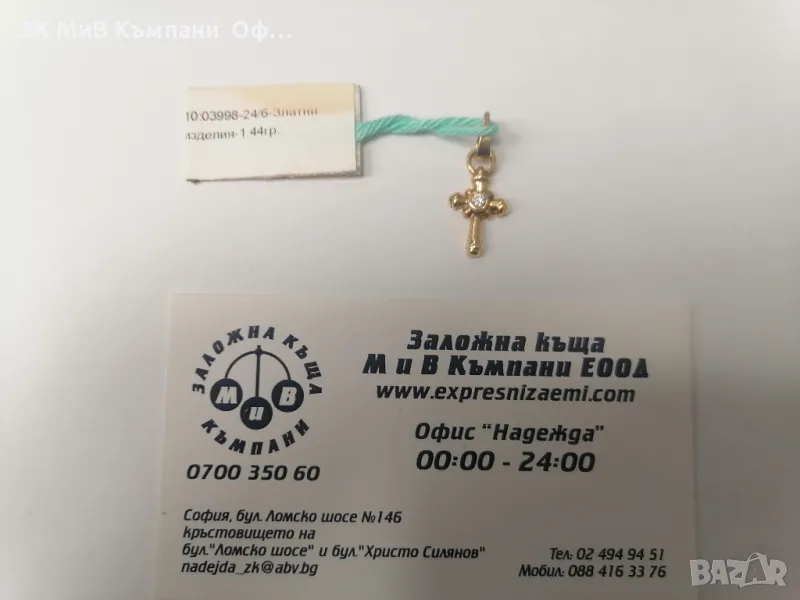 ЗК МиВ Къмпани Оф...
10:03998-24/6-Златни
изделия-1.44гр.
ЗАЛОЖНА КЪЩА
М и В
КЪМПАНИ
0700 350 60
Заложна къща
М и В Къмпани ЕООД
www.expresnizaemi.com
Офис "Надежда"
00:00 - 24:00
София, бул. Ломско шосе №146
кръстовището на
бул."Ломско шосе" и бул."Христо Силянов"
nadejda_zk@abv.bg
Тел: 02 494 94 51
Мобил: 088 416 33 76
BAZAR